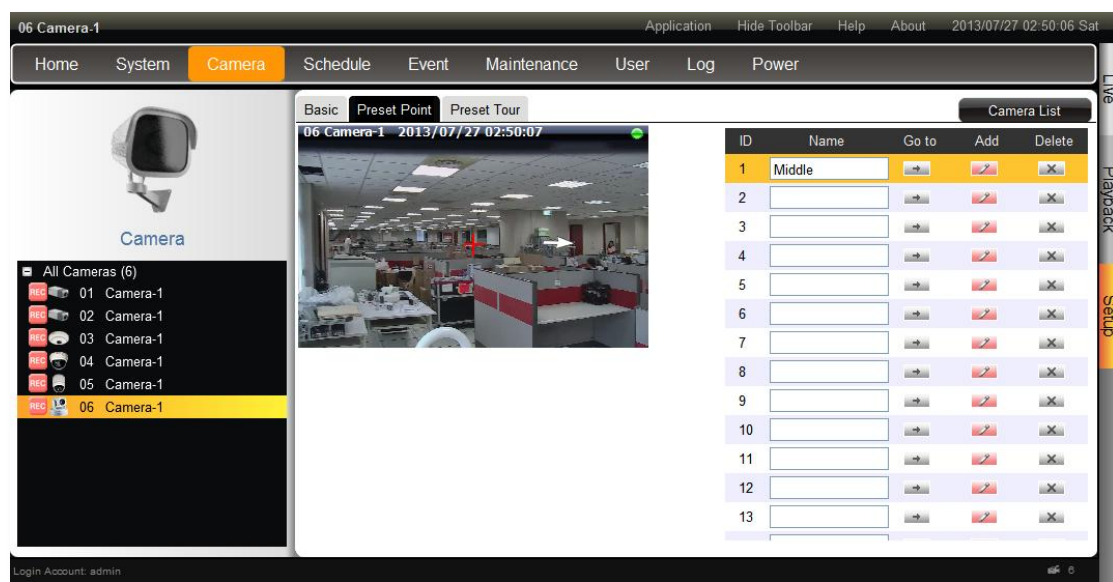 06 Camera-1 Application Hide Toolbar Help About 2013/07/27 02:50:06 Sat
Home System Camera Schedule Event Maintenance User Log Power
Live
Playback
Setup
Camera
All Cameras (6)
REC 01 Camera-1
REC 02 Camera-1
REC 03 Camera-1
REC 04 Camera-1
REC 05 Camera-1
REC 06 Camera-1
Basic Preset Point Preset Tour Camera List
06 Camera-1 2013/07/27 02:50:07
ID Name Go to Add Delete
1 Middle
2
3
4
5
6
7
8
9
10
11
12
13
Login Account: admin 6